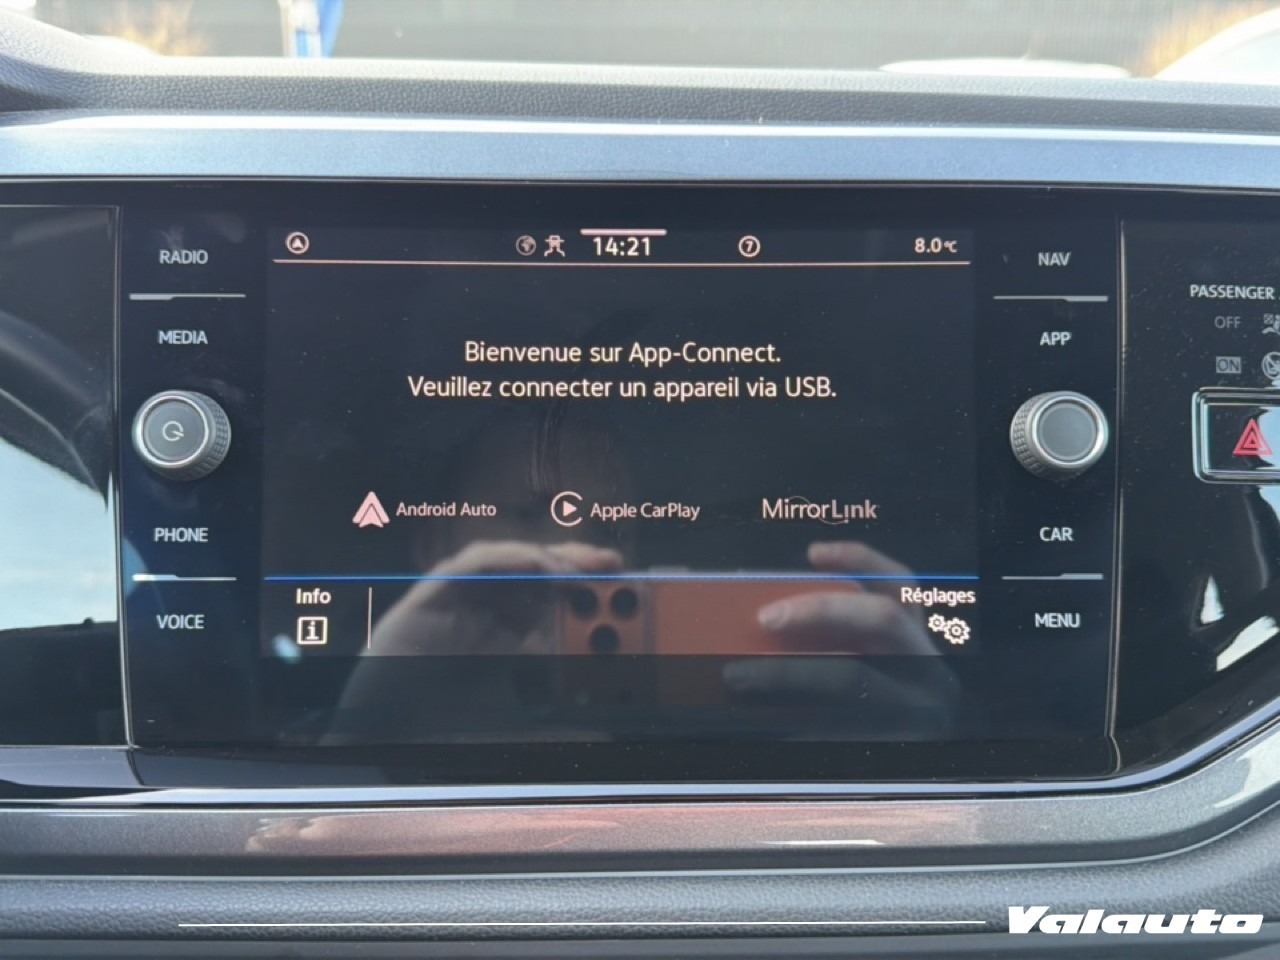 RADIO
MEDIA
PHONE
VOICE
14:21
7
8.0°C
Bienvenue sur App-Connect.
Veuillez connecter un appareil via USB.
Android Auto
Apple CarPlay
MirrorLink
Info
Réglages
NAV
APP
CAR
MENU
PASSENGER
OFF
ON
Valauto